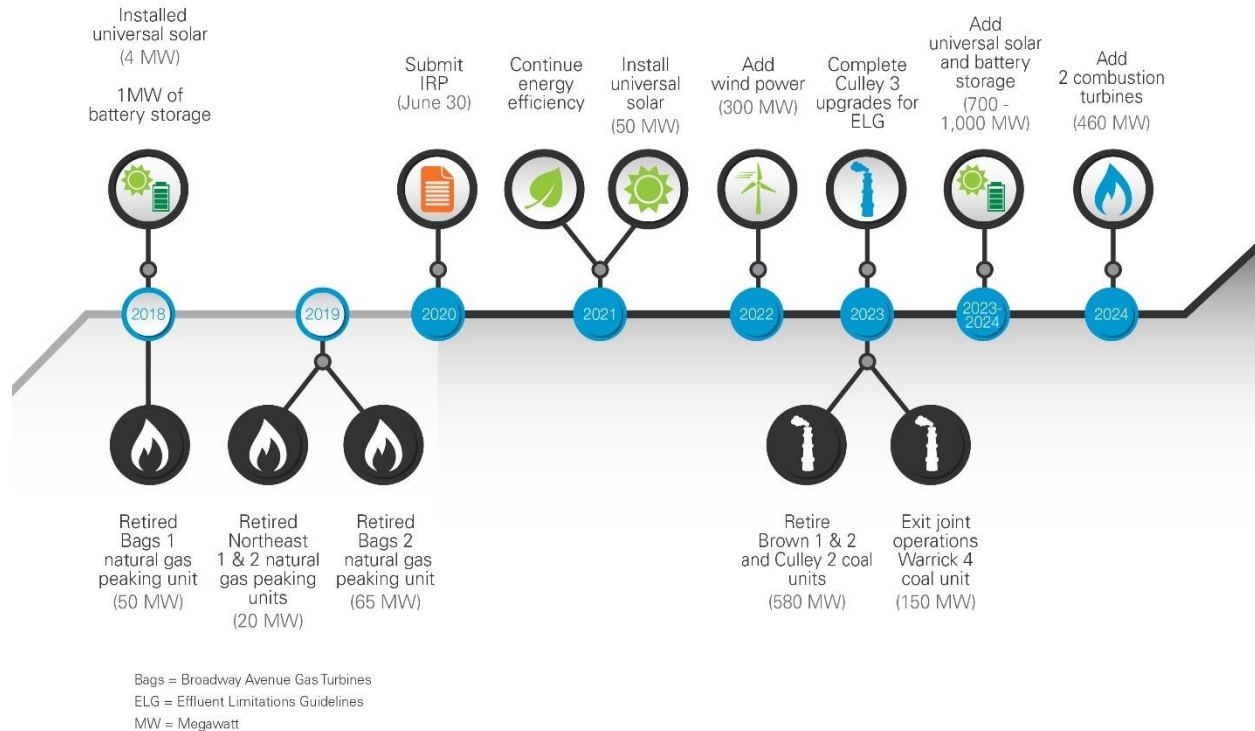 Installed
universal solar
(4 MW)
1MW of
battery storage
Submit
IRP
(June 30)
Continue
energy
efficiency
Install
universal
solar
(50 MW)
Add
wind power
(300 MW)
Complete
Culley 3
upgrades for
ELG
Add
universal solar
and battery
storage
(700 -
1,000 MW)
Add
2 combustion
turbines
(460 MW)
2018
2019
2020
2021
2022
2023
2023-
2024
2024
Retired
Bags 1
natural gas
peaking unit
(50 MW)
Retired
Northeast
1 & 2 natural
gas peaking
units
(20 MW)
Retired
Bags 2
natural gas
peaking unit
(65 MW)
Retire
Brown 1 & 2
and Culley 2 coal
units
(580 MW)
Exit joint
operations
Warrick 4
coal unit
(150 MW)
Bags = Broadway Avenue Gas Turbines
ELG = Effluent Limitations Guidelines
MW = Megawatt